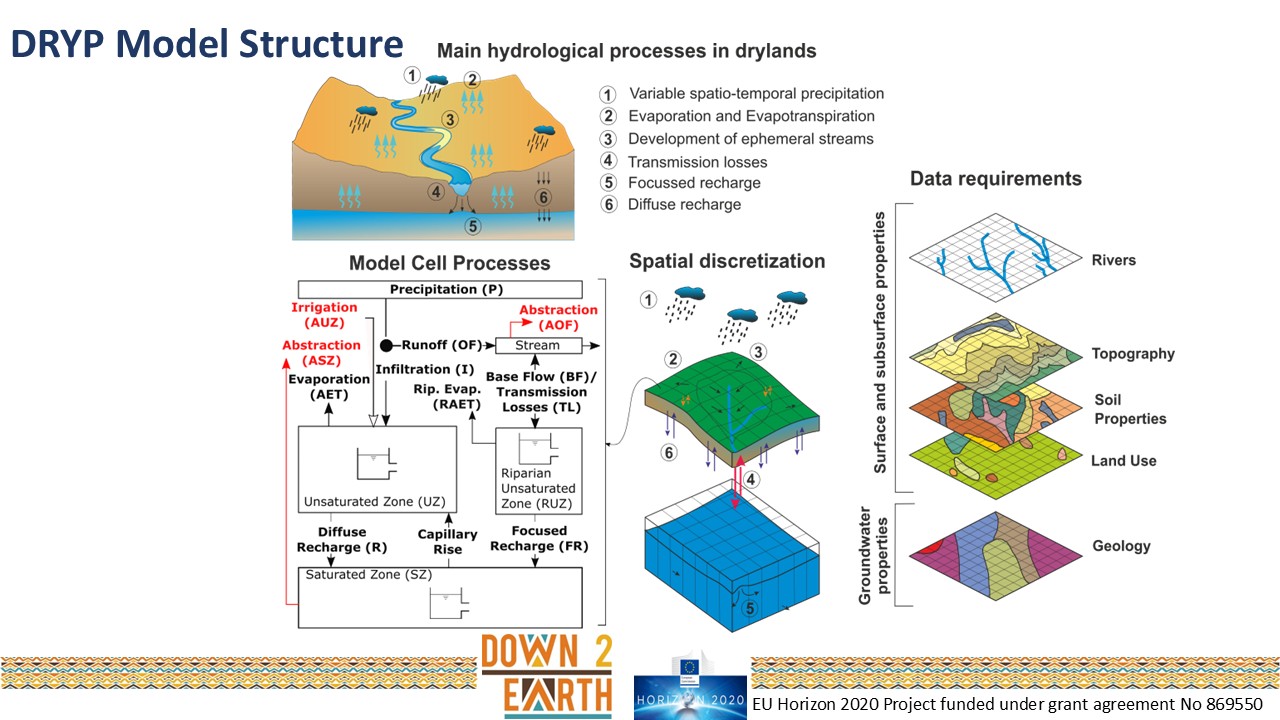 DRYP Model Structure
Main hydrological processes in drylands
1
2
3
4
5
6
1 Variable spatio-temporal precipitation
2 Evaporation and Evapotranspiration
3 Development of ephemeral streams
4 Transmission losses
5 Focussed recharge
6 Diffuse recharge
Model Cell Processes
Precipitation (P)
Irrigation
(AUZ)
Abstraction
(AOF)
Abstraction
(ASZ)
Runoff (OF)
Stream
Evaporation
(AET)
Infiltration (I)
Rip. Evap.
(RAET)
Base Flow (BF)/
Transmission
Losses (TL)
Unsaturated Zone (UZ)
Riparian
Unsaturated
Zone (RUZ)
Diffuse
Recharge (R)
Capillary
Rise
Focused
Recharge (FR)
Saturated Zone (SZ)
Spatial discretization
1
2
3
6
4
5
Data requirements
Surface and subsurface properties
Rivers
Topography
Soil
Properties
Land Use
Groundwater
properties
Geology
DOWN 2
EARTH
HORIZON 2020
EU Horizon 2020 Project funded under grant agreement No 869550